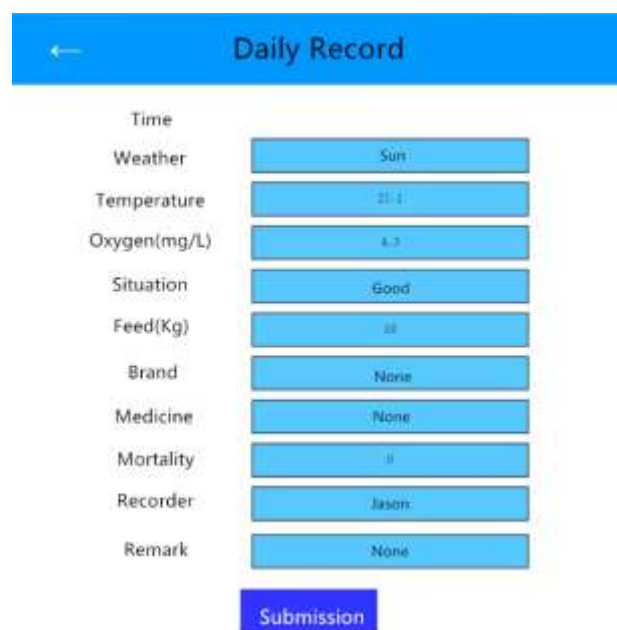 ← Daily Record
Time
Weather Sun
Temperature
Oxygen(mg/L)
Situation Good
Feed(Kg)
Brand None
Medicine None
Mortality
Recorder Jason
Remark None
Submission